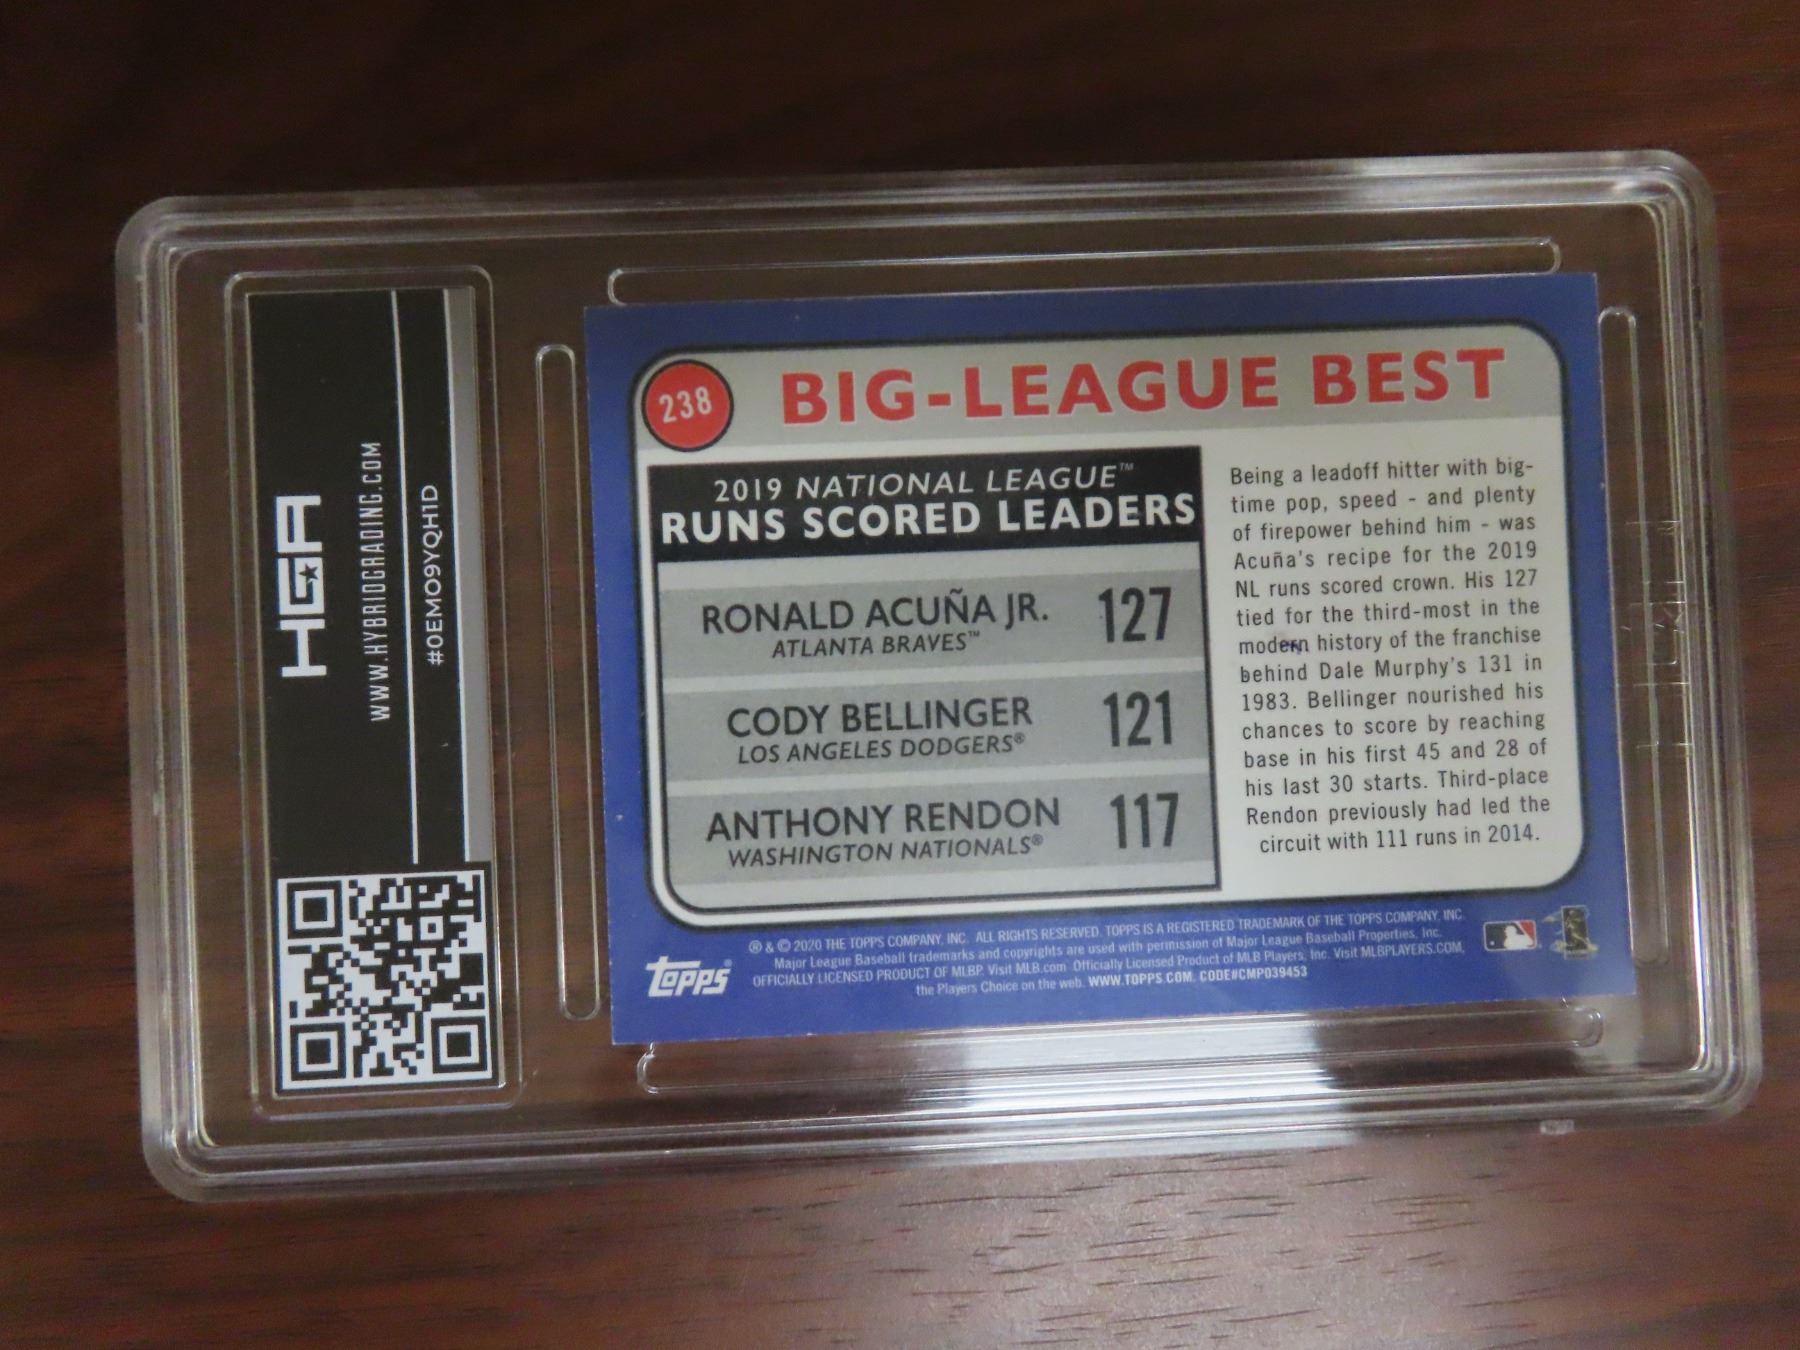 HGA
WWW.HYBRIDGRADING.COM
#0EMO9YQH1D
238
BIG-LEAGUE BEST
2019 NATIONAL LEAGUE™
RUNS SCORED LEADERS
RONALD ACUÑA JR. 127
ATLANTA BRAVES™
CODY BELLINGER 121
LOS ANGELES DODGERS®
ANTHONY RENDON 117
WASHINGTON NATIONALS®
Being a leadoff hitter with big-
time pop, speed - and plenty
of firepower behind him - was
Acuña's recipe for the 2019
NL runs scored crown. His 127
tied for the third-most in the
modern history of the franchise
behind Dale Murphy's 131 in
1983. Bellinger nourished his
chances to score by reaching
base in his first 45 and 28 of
his last 30 starts. Third-place
Rendon previously had led the
circuit with 111 runs in 2014.
topps®
® & © 2020 THE TOPPS COMPANY, INC. ALL RIGHTS RESERVED. TOPPS IS A REGISTERED TRADEMARK OF THE TOPPS COMPANY, INC.
Major League Baseball trademarks and copyrights are used with permission of Major League Baseball Properties, Inc.
OFFICIALLY LICENSED PRODUCT OF MLBP. Visit MLB.com Officially Licensed Product of MLB Players, Inc. Visit MLBPLAYERS.COM,
the Players Choice on the web. WWW.TOPPS.COM. CODE#CMP039453